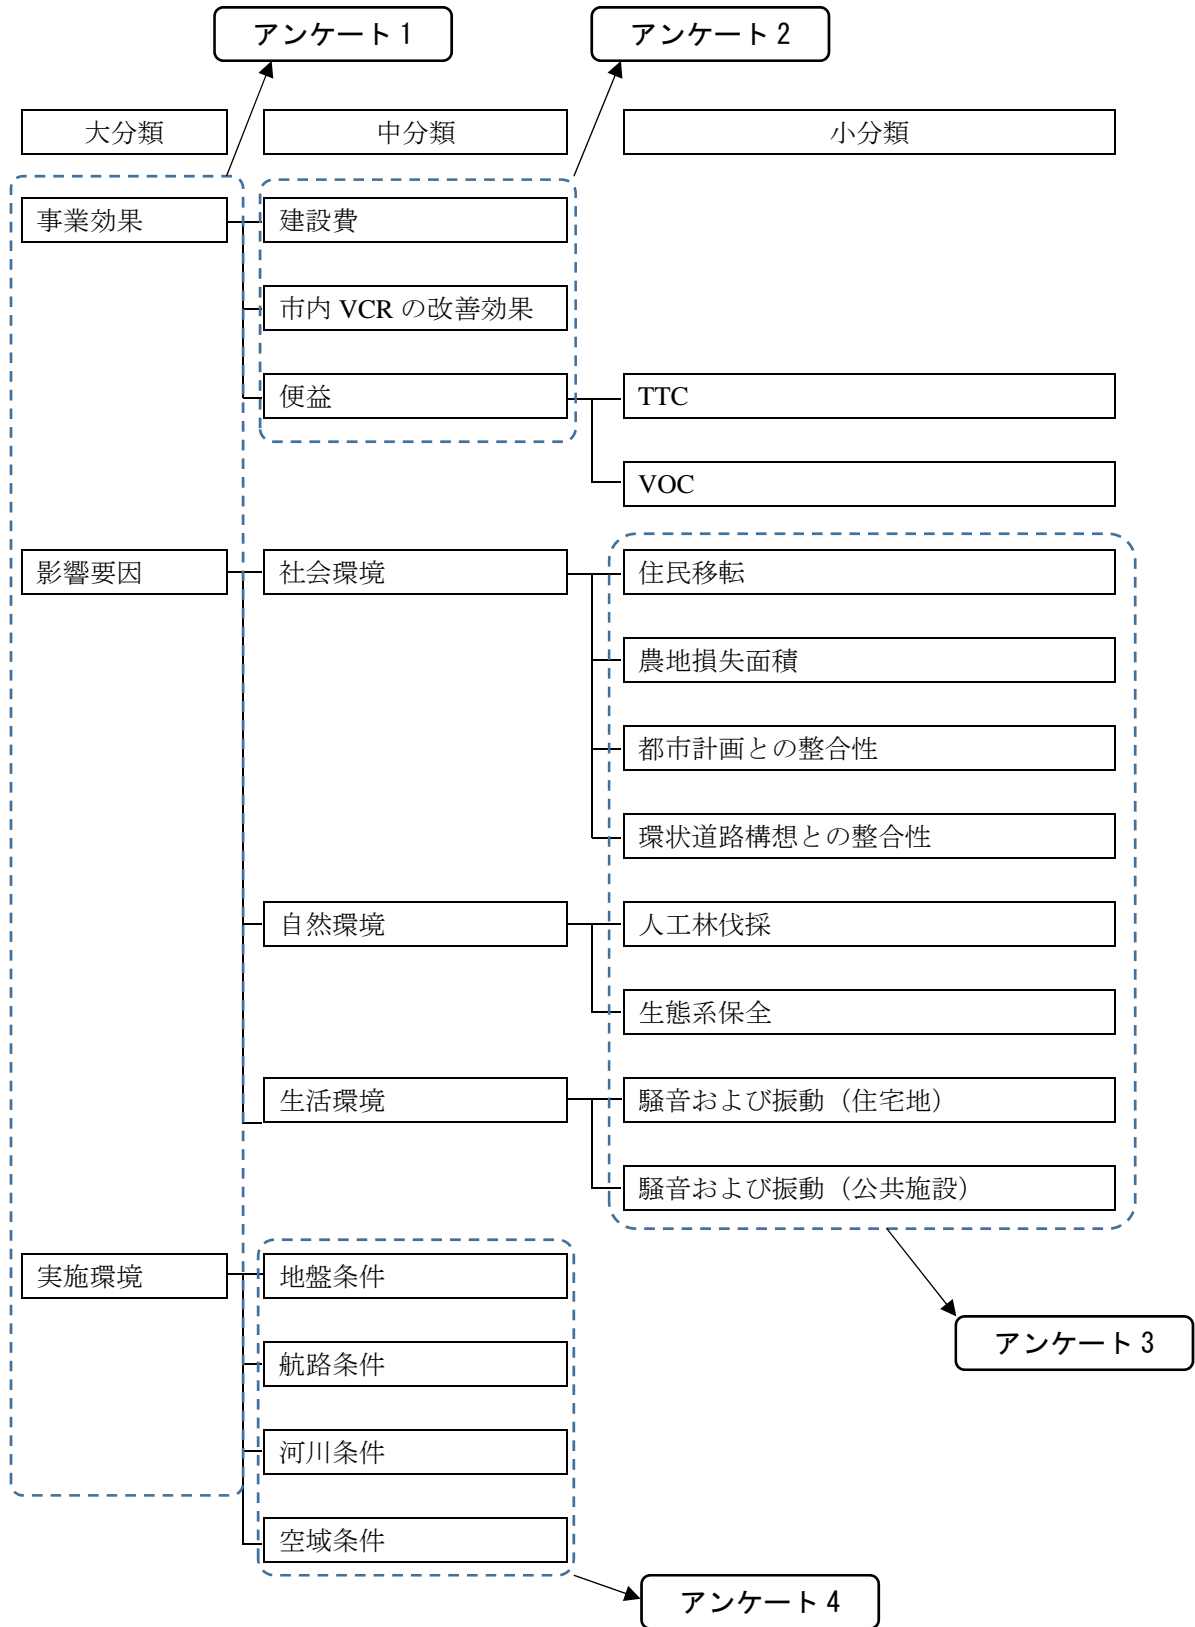 アンケート 1
アンケート 2
大分類
中分類
小分類
事業効果
建設費
市内 VCR の改善効果
便益
TTC
VOC
影響要因
社会環境
住民移転
農地損失面積
都市計画との整合性
環状道路構想との整合性
自然環境
人工林伐採
生態系保全
生活環境
騒音および振動（住宅地）
騒音および振動（公共施設）
実施環境
地盤条件
アンケート 3
航路条件
河川条件
空域条件
アンケート 4